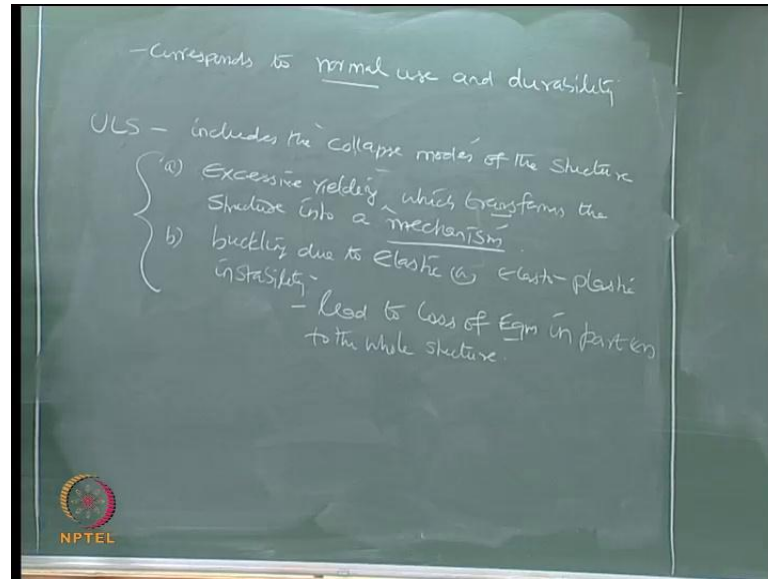 - Corresponds to normal use and durability
ULS - includes the collapse modes of the structure
a) Excessive yielding, which transforms the
structure into a mechanism.
b) buckling due to Elastic (or) elasto-plastic
instability
- lead to loss of Eqm in part (or)
to the whole structure.
NPTEL